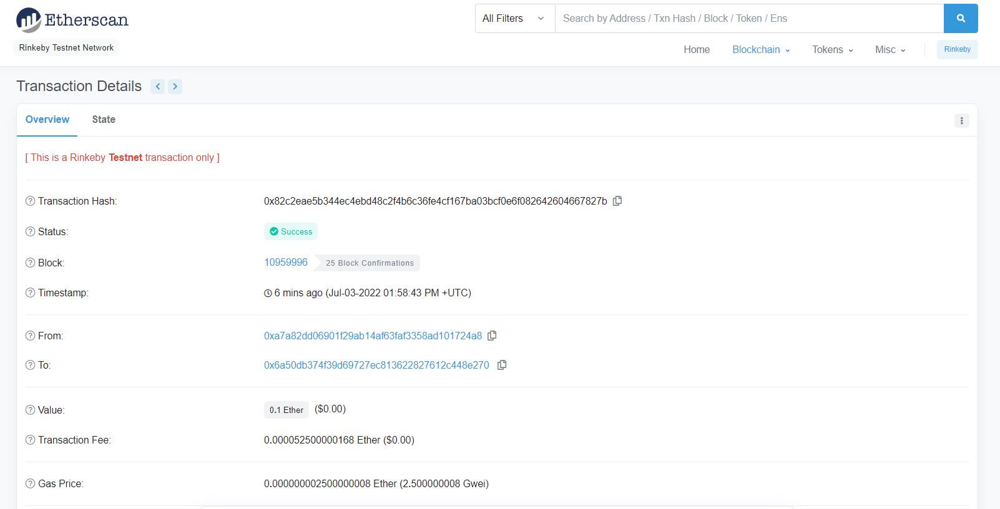 Etherscan
All Filters
Search by Address / Txn Hash / Block / Token / Ens
Rinkeby Testnet Network
Home Blockchain Tokens Misc Rinkeby
Transaction Details
Overview State
[ This is a Rinkeby Testnet transaction only ]
Transaction Hash: 0x82c2eae5b344ec4ebd48c2f4b6c36fe4cf167ba03bcf0e6f082642604667827b
Status: Success
Block: 10959996 25 Block Confirmations
Timestamp: 6 mins ago (Jul-03-2022 01:58:43 PM +UTC)
From: 0xa7a82dd06901f29ab14af63faf3358ad101724a8
To: 0x6a50db374f39d69727ec813622827612c448e270
Value: 0.1 Ether ($0.00)
Transaction Fee: 0.000052500000168 Ether ($0.00)
Gas Price: 0.000000002500000008 Ether (2.500000008 Gwei)